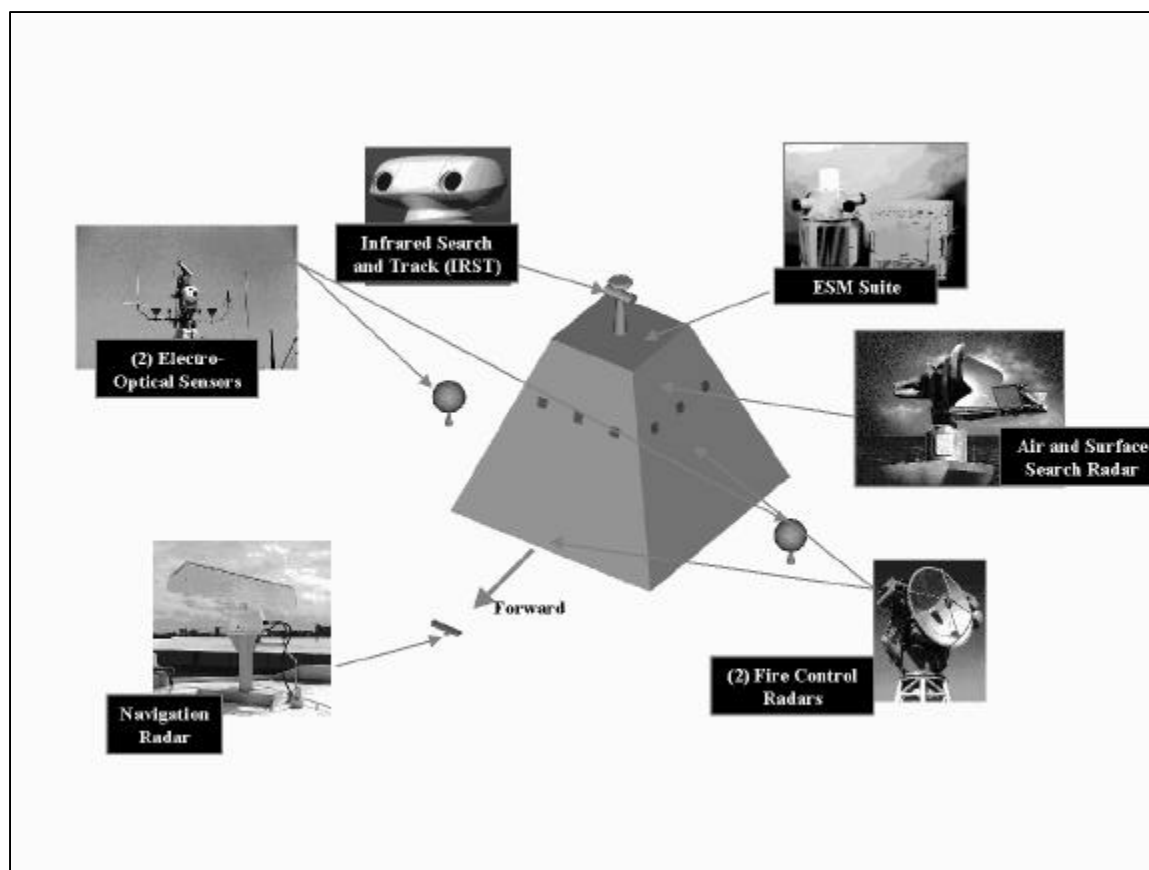 Infrared Search
and Track (IRST)
ESM Suite
(2) Electro-
Optical Sensors
Air and Surface
Search Radar
Forward
(2) Fire Control
Radars
Navigation
Radar